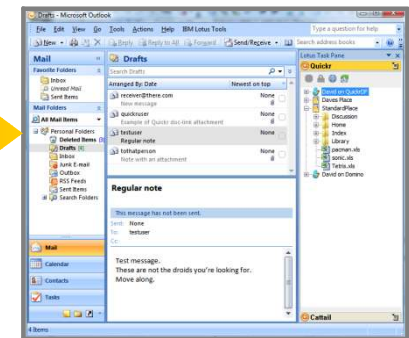 Drafts - Microsoft Outlook
File Edit View Go Tools Actions Help IBM Lotus Tools
Type a question for help
New
Reply Reply to All Forward Send/Receive
Search address books
Mail
Favorite Folders
Inbox
Unread Mail
Sent Items
Mail Folders
All Mail Items
Personal Folders
Deleted Items
Drafts [4]
Inbox
Junk E-mail
Outbox
RSS Feeds
Sent Items
Search Folders
Mail
Calendar
Contacts
Tasks
Drafts
Search Drafts
Arranged By: Date
Newest on top
receiver@there.com None
New message
quickruser None
Example of Quickr doc-link attachment
testuser None
Regular note
tothatperson None
Note with an attachment
Regular note
This message has not been sent.
Sent: None
To: testuser
Cc:
Test message.
These are not the droids you're looking for.
Move along.
Lotus Task Pane
Quickr
David on QuickrGP
Daves Place
StandardPlace
Discussion
Home
Index
Library
pacman.xls
sonic.xls
Tetris.xls
David on Domino
Cattail
4 Items